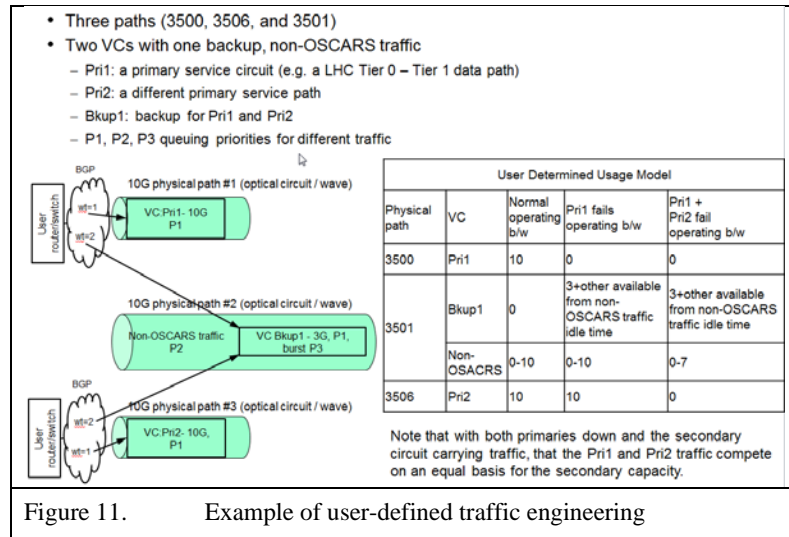 • Three paths (3500, 3506, and 3501)
• Two VCs with one backup, non-OSCARS traffic
– Pri1: a primary service circuit (e.g. a LHC Tier 0 – Tier 1 data path)
– Pri2: a different primary service path
– Bkup1: backup for Pri1 and Pri2
– P1, P2, P3 queuing priorities for different traffic
BGP
10G physical path #1 (optical circuit / wave)
User
router/switch
wt=1
wt=2
VC:Pri1- 10G
P1
10G physical path #2 (optical circuit / wave)
Non-OSCARS traffic
P2
VC Bkup1 - 3G, P1,
burst P3
BGP
10G physical path #3 (optical circuit / wave)
User
router/switch
wt=2
wt=1
VC:Pri2- 10G,
P1
User Determined Usage Model
Physical
path
VC
Normal
operating
b/w
Pri1 fails
operating b/w
Pri1 +
Pri2 fail
operating b/w
3500
Pri1
10
0
0
3501
Bkup1
0
3+other available
from non-
OSCARS traffic
idle time
3+other available
from non-OSCARS
traffic idle time
Non-
OSACRS
0-10
0-10
0-7
3506
Pri2
10
10
0
Note that with both primaries down and the secondary
circuit carrying traffic, that the Pri1 and Pri2 traffic compete
on an equal basis for the secondary capacity.
Figure 11. Example of user-defined traffic engineering